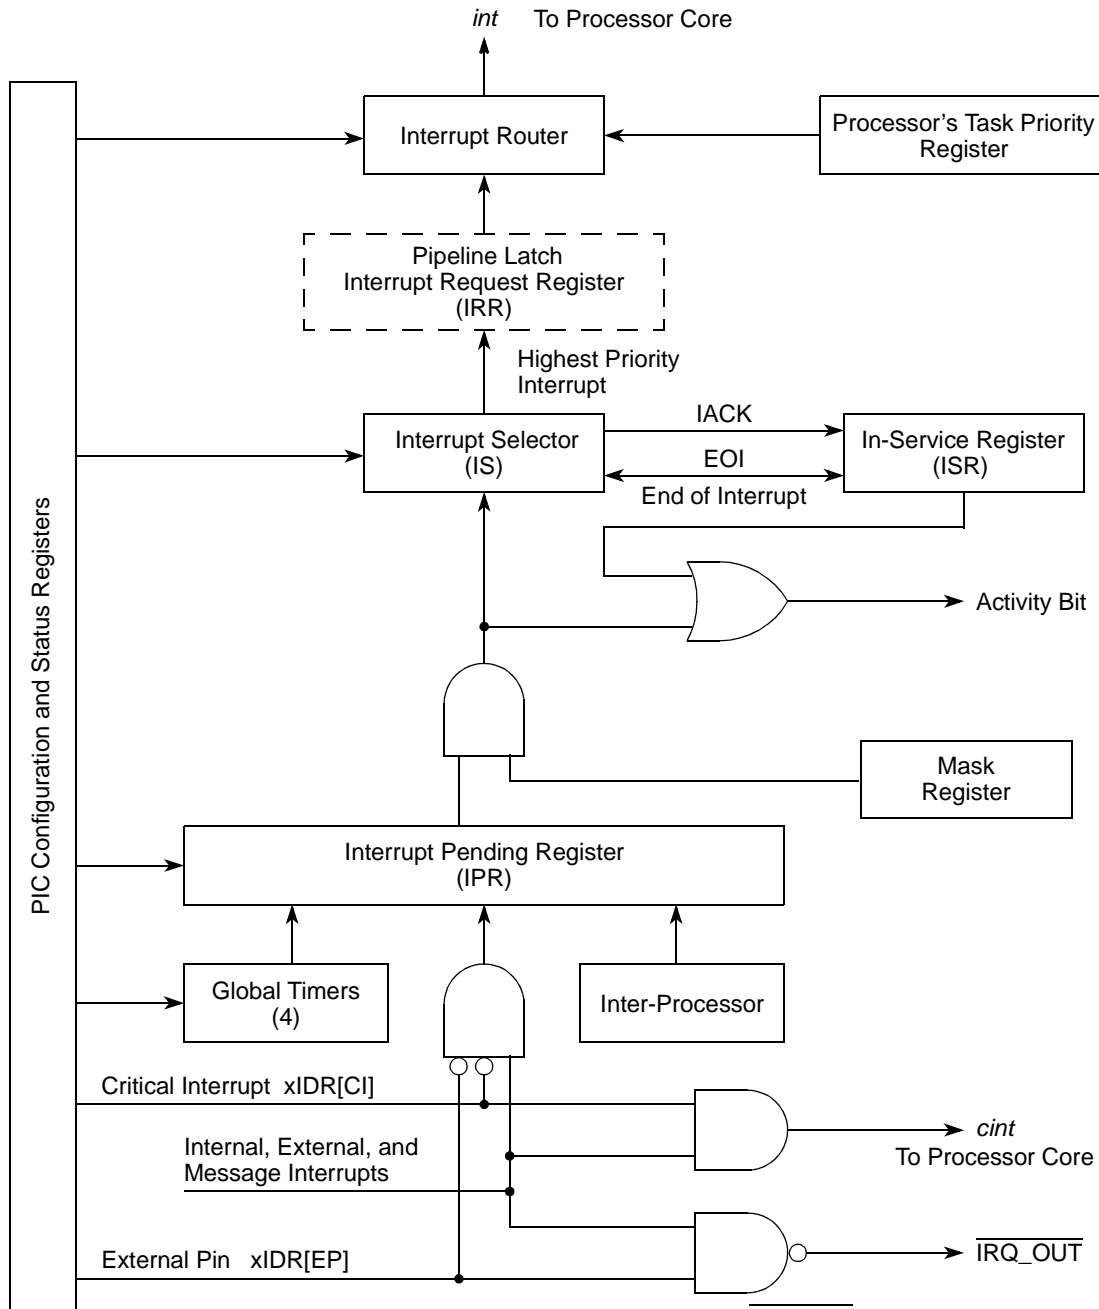 int To Processor Core
Interrupt Router
Processor's Task Priority
Register
Pipeline Latch
Interrupt Request Register
(IRR)
Highest Priority
Interrupt
Interrupt Selector
(IS)
IACK
EOI
End of Interrupt
In-Service Register
(ISR)
Activity Bit
PIC Configuration and Status Registers
Mask
Register
Interrupt Pending Register
(IPR)
Global Timers
(4)
Inter-Processor
Critical Interrupt xIDR[CI]
Internal, External, and
Message Interrupts
cint
To Processor Core
External Pin xIDR[EP]
IRQ_OUT